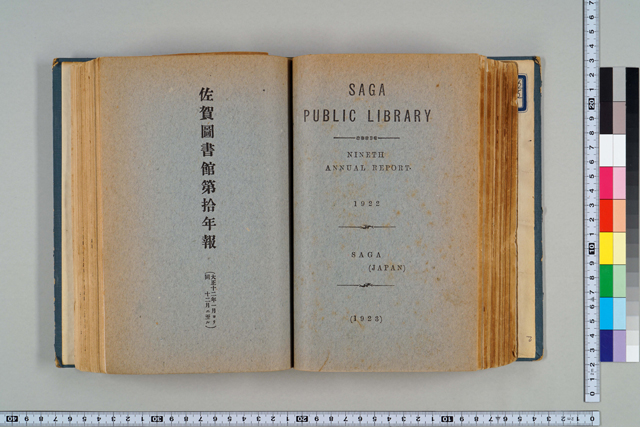 佐賀圖書館第拾年報
SAGA
PUBLIC LIBRARY
NINETH
ANNUAL REPORT.
1922
SAGA
(JAPAN)
(1923)